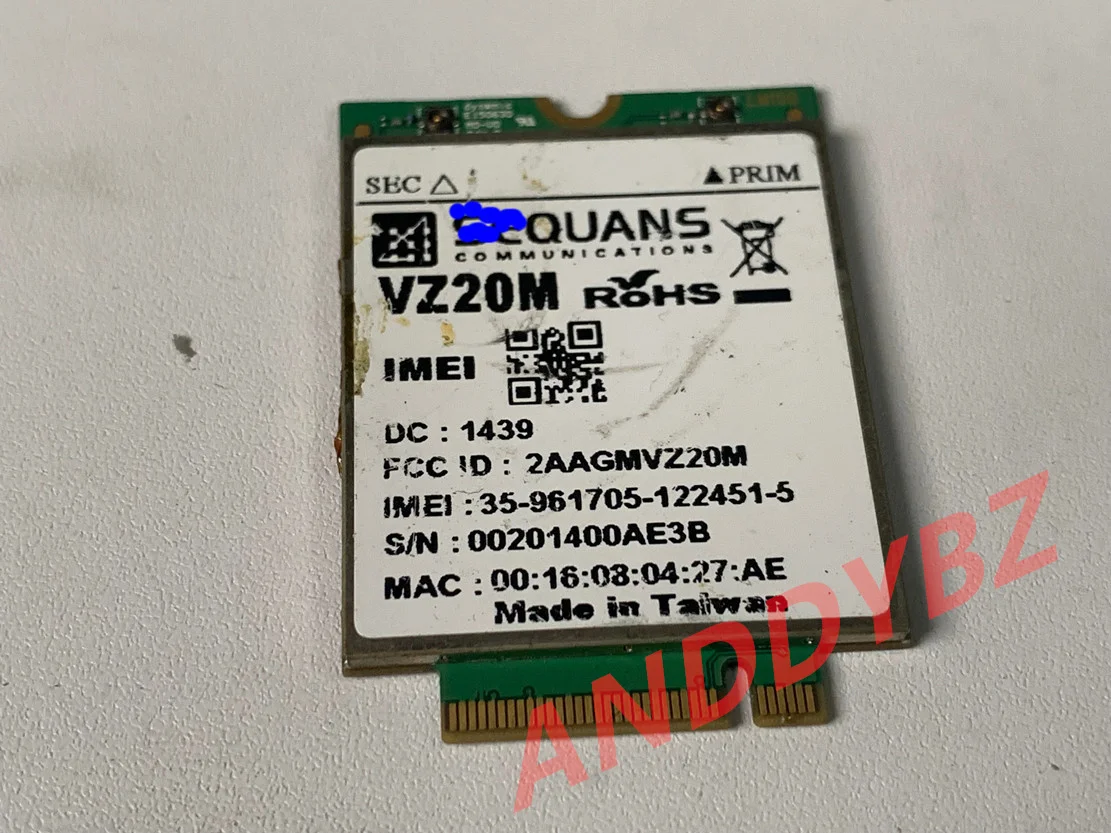 SEC △ ▲PRIM
SEQUANS
COMMUNICATIONS
VZ20M RoHS
IMEI
DC : 1439
FCC ID : 2AAGMVZ20M
IMEI : 35-961705-122451-5
S/N : 00201400AE3B
MAC : 00:16:08:04:27:AE
Made in Taiwan
ANDDYBZ